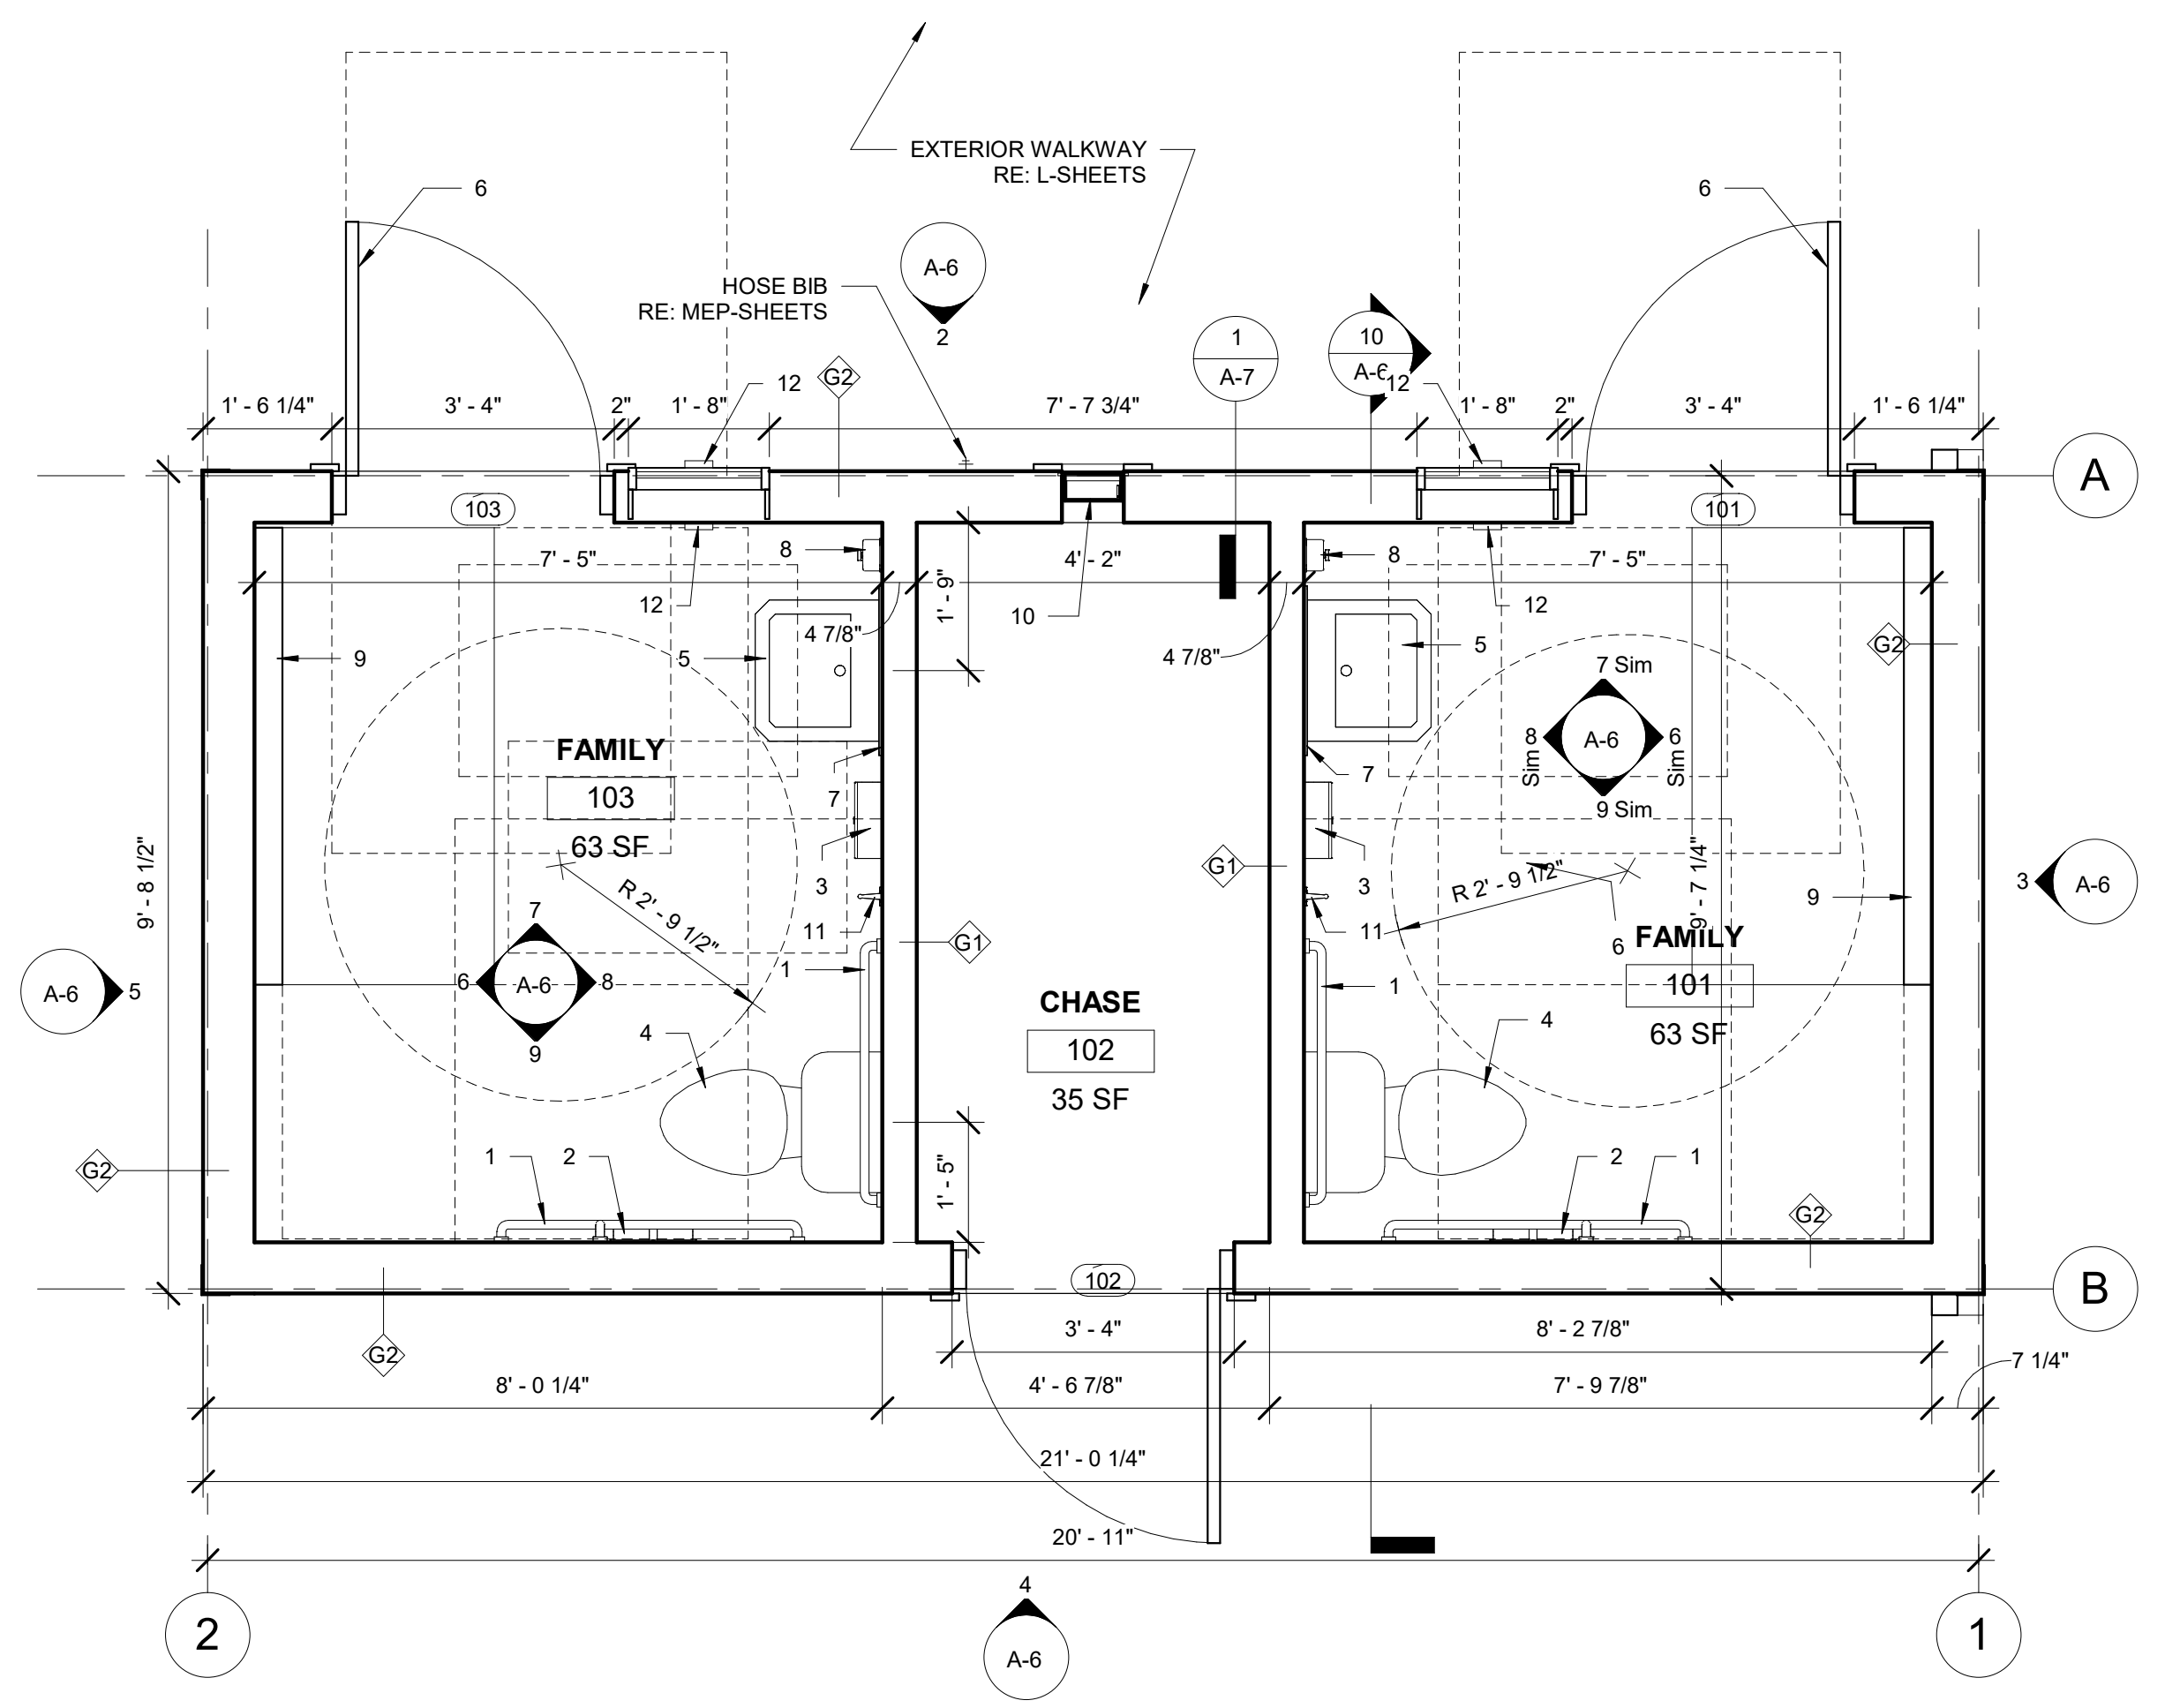 EXTERIOR WALKWAY
RE: L-SHEETS
6
6
A-6
2
HOSE BIB
RE: MEP-SHEETS
1
A-7
10
A-6
12
G2
12
1' - 6 1/4"
3' - 4"
2"
1' - 8"
7' - 7 3/4"
1' - 8"
2"
3' - 4"
1' - 6 1/4"
A
103
101
8
8
7' - 5"
4' - 2"
7' - 5"
1' - 9"
12
10
12
4 7/8"
4 7/8"
9
5
5
G2
7 Sim
8
Sim
A-6
6
Sim
9 Sim
FAMILY
103
63 SF
7
7
3
3
G1
R 2' - 9 1/2"
R 2' - 9 1/2"
9' - 7 1/4"
9' - 8 1/2"
9
3
A-6
11
11
G1
6
FAMILY
101
63 SF
7
6
A-6
8
9
1
1
A-6
5
CHASE
102
35 SF
4
4
G2
1
2
1' - 5"
2
1
G2
102
B
3' - 4"
8' - 2 7/8"
G2
7 1/4"
8' - 0 1/4"
4' - 6 7/8"
7' - 9 7/8"
21' - 0 1/4"
20' - 11"
4
A-6
2
1